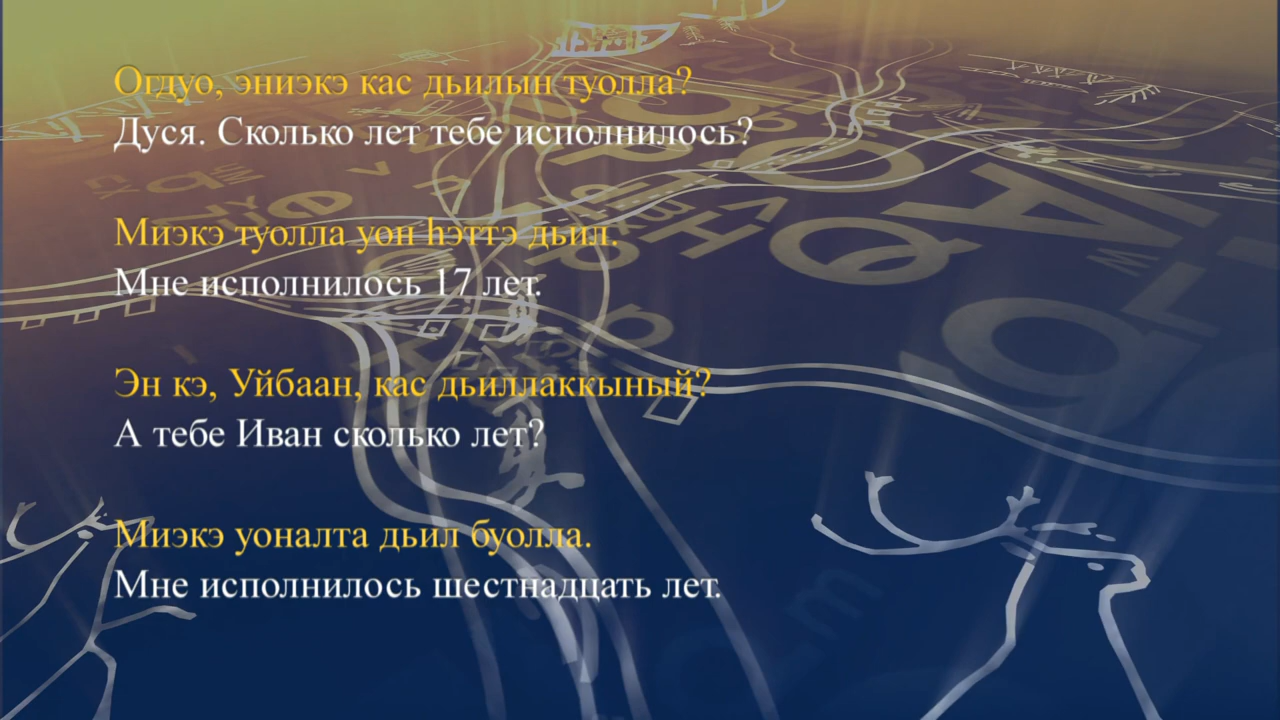 Огдуо, эниэкэ кас дьилын туолла?
Дуся. Сколько лет тебе исполнилось?
Миэкэ туолла уон һэттэ дьил.
Мне исполнилось 17 лет.
Эн кэ, Уйбаан, кас дьиллаккыный?
А тебе Иван сколько лет?
Миэкэ уоналта дьил буолла.
Мне исполнилось шестнадцать лет.